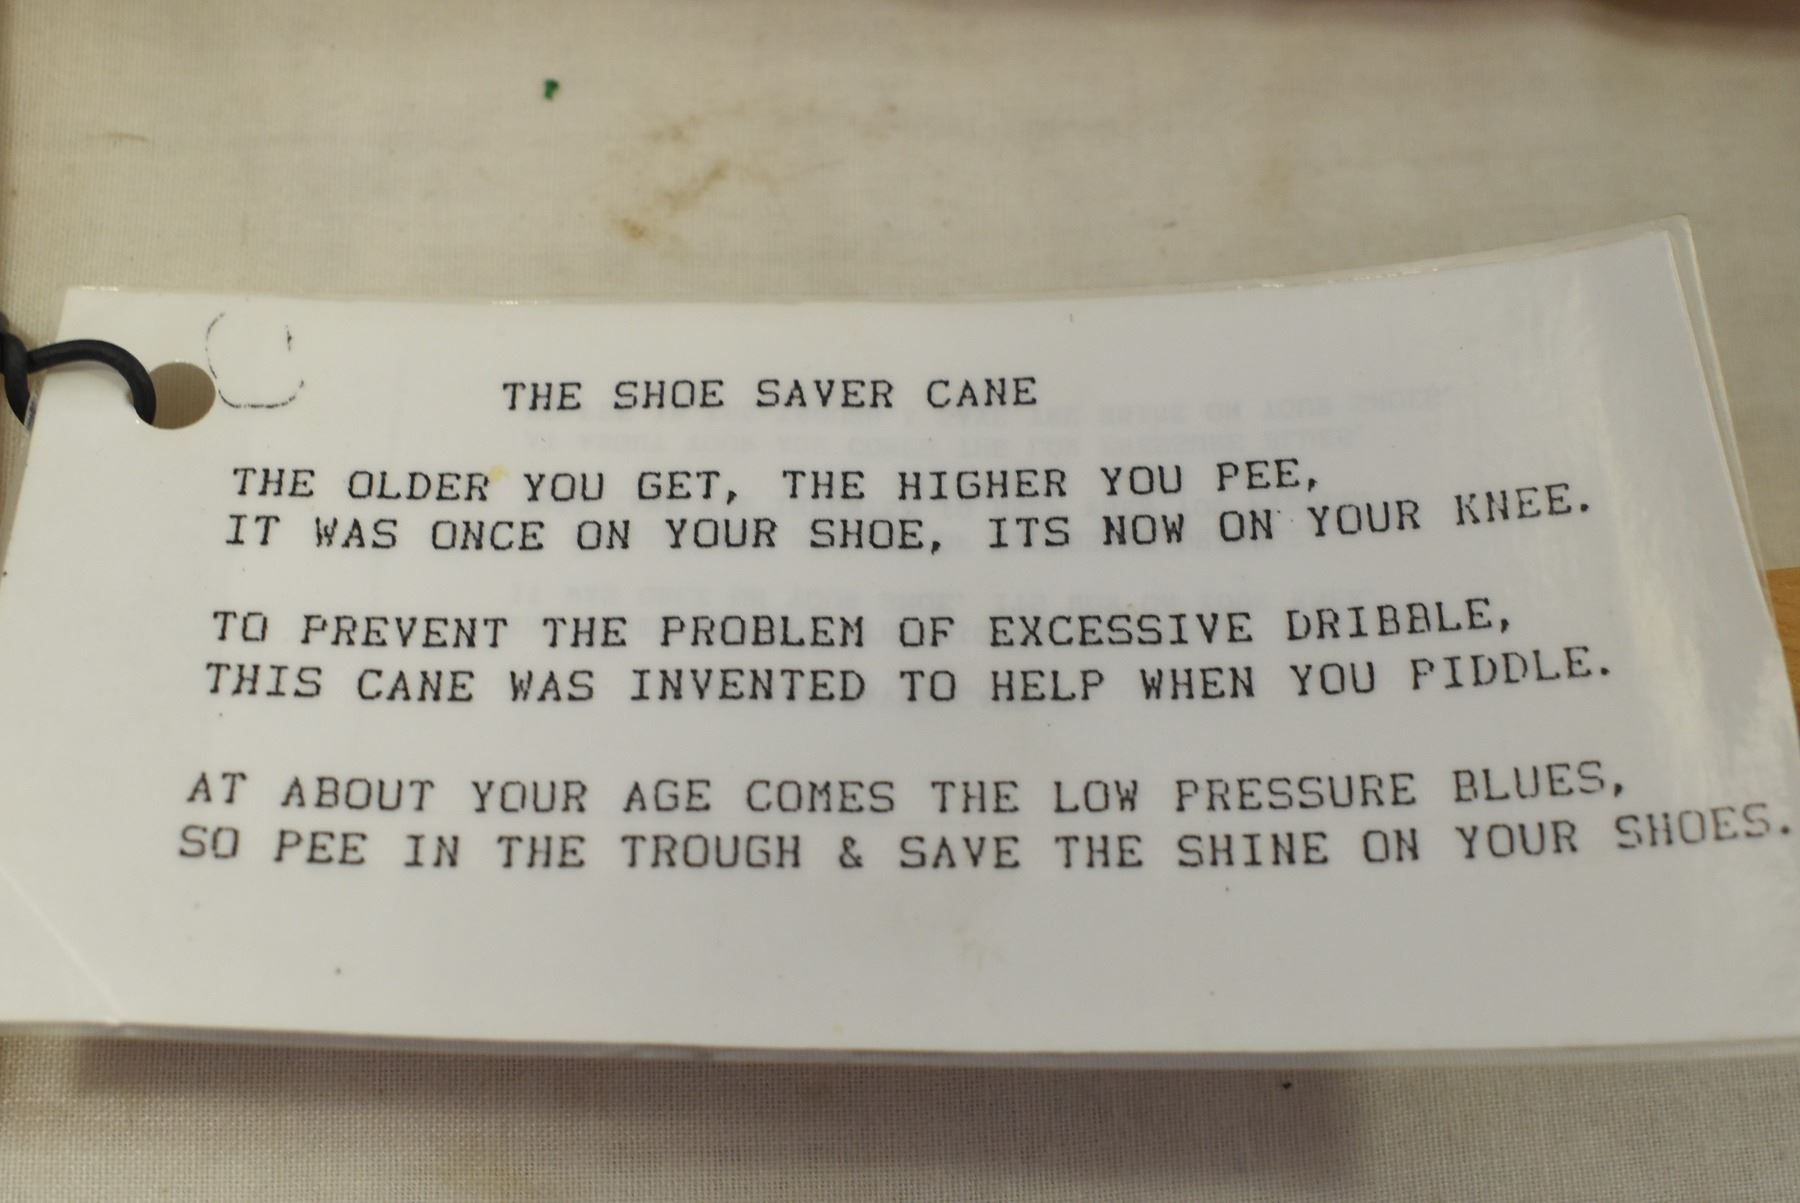 THE SHOE SAVER CANE
THE OLDER YOU GET, THE HIGHER YOU PEE,
IT WAS ONCE ON YOUR SHOE, ITS NOW ON YOUR KNEE.
TO PREVENT THE PROBLEM OF EXCESSIVE DRIBBLE,
THIS CANE WAS INVENTED TO HELP WHEN YOU PIDDLE.
AT ABOUT YOUR AGE COMES THE LOW PRESSURE BLUES,
SO PEE IN THE TROUGH & SAVE THE SHINE ON YOUR SHOES.